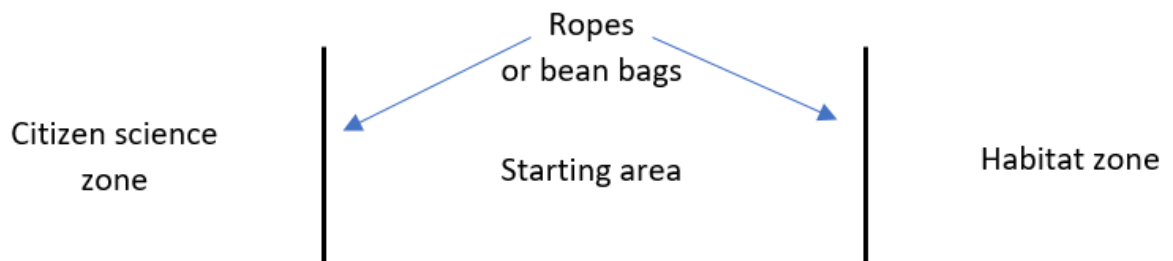 Ropes
or bean bags
Citizen science
zone
Starting area
Habitat zone